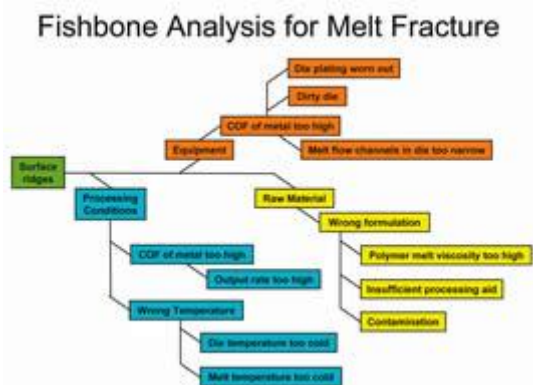 Fishbone Analysis for Melt Fracture
Die plating worn out
Dirty die
COF of metal too high
Equipment
Melt flow channels in die too narrow
Surface
ridges
Processing
Conditions
Raw Material
Wrong formulation
COF of metal too high
Polymer melt viscosity too high
Output rate too high
Insufficient processing aid
Wrong Temperature
Contamination
Die temperature too cold
Melt temperature too cold